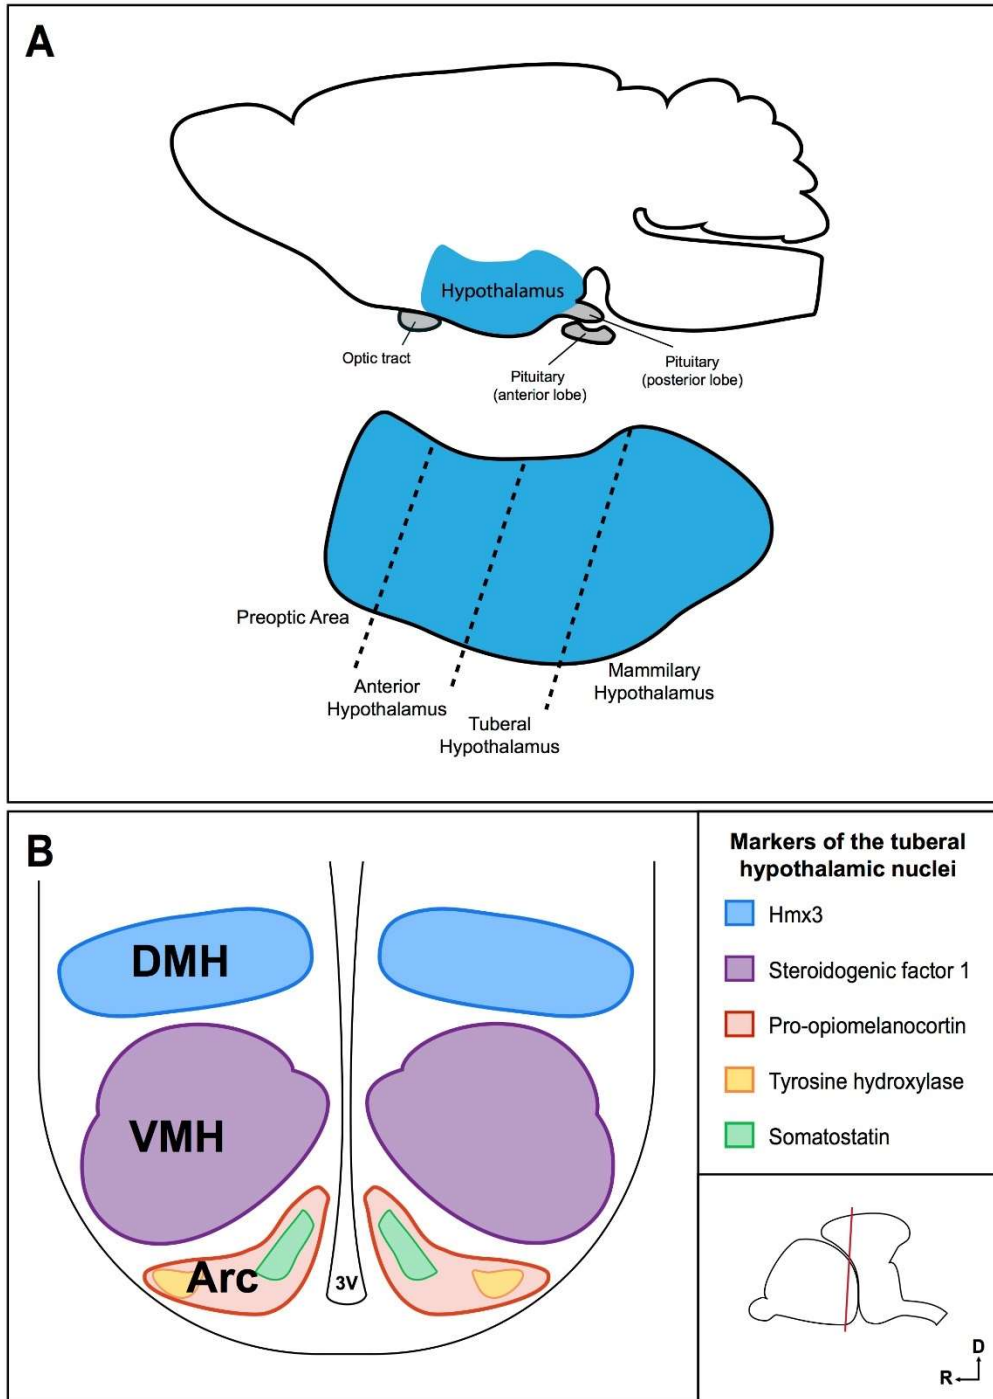 A
Hypothalamus
Optic tract
Pituitary
(anterior lobe)
Pituitary
(posterior lobe)
Preoptic Area
Anterior
Hypothalamus
Tuberal
Hypothalamus
Mammilary
Hypothalamus
B
DMH
VMH
Arc
3V
Markers of the tuberal
hypothalamic nuclei
Hmx3
Steroidogenic factor 1
Pro-opiomelanocortin
Tyrosine hydroxylase
Somatostatin
D
R